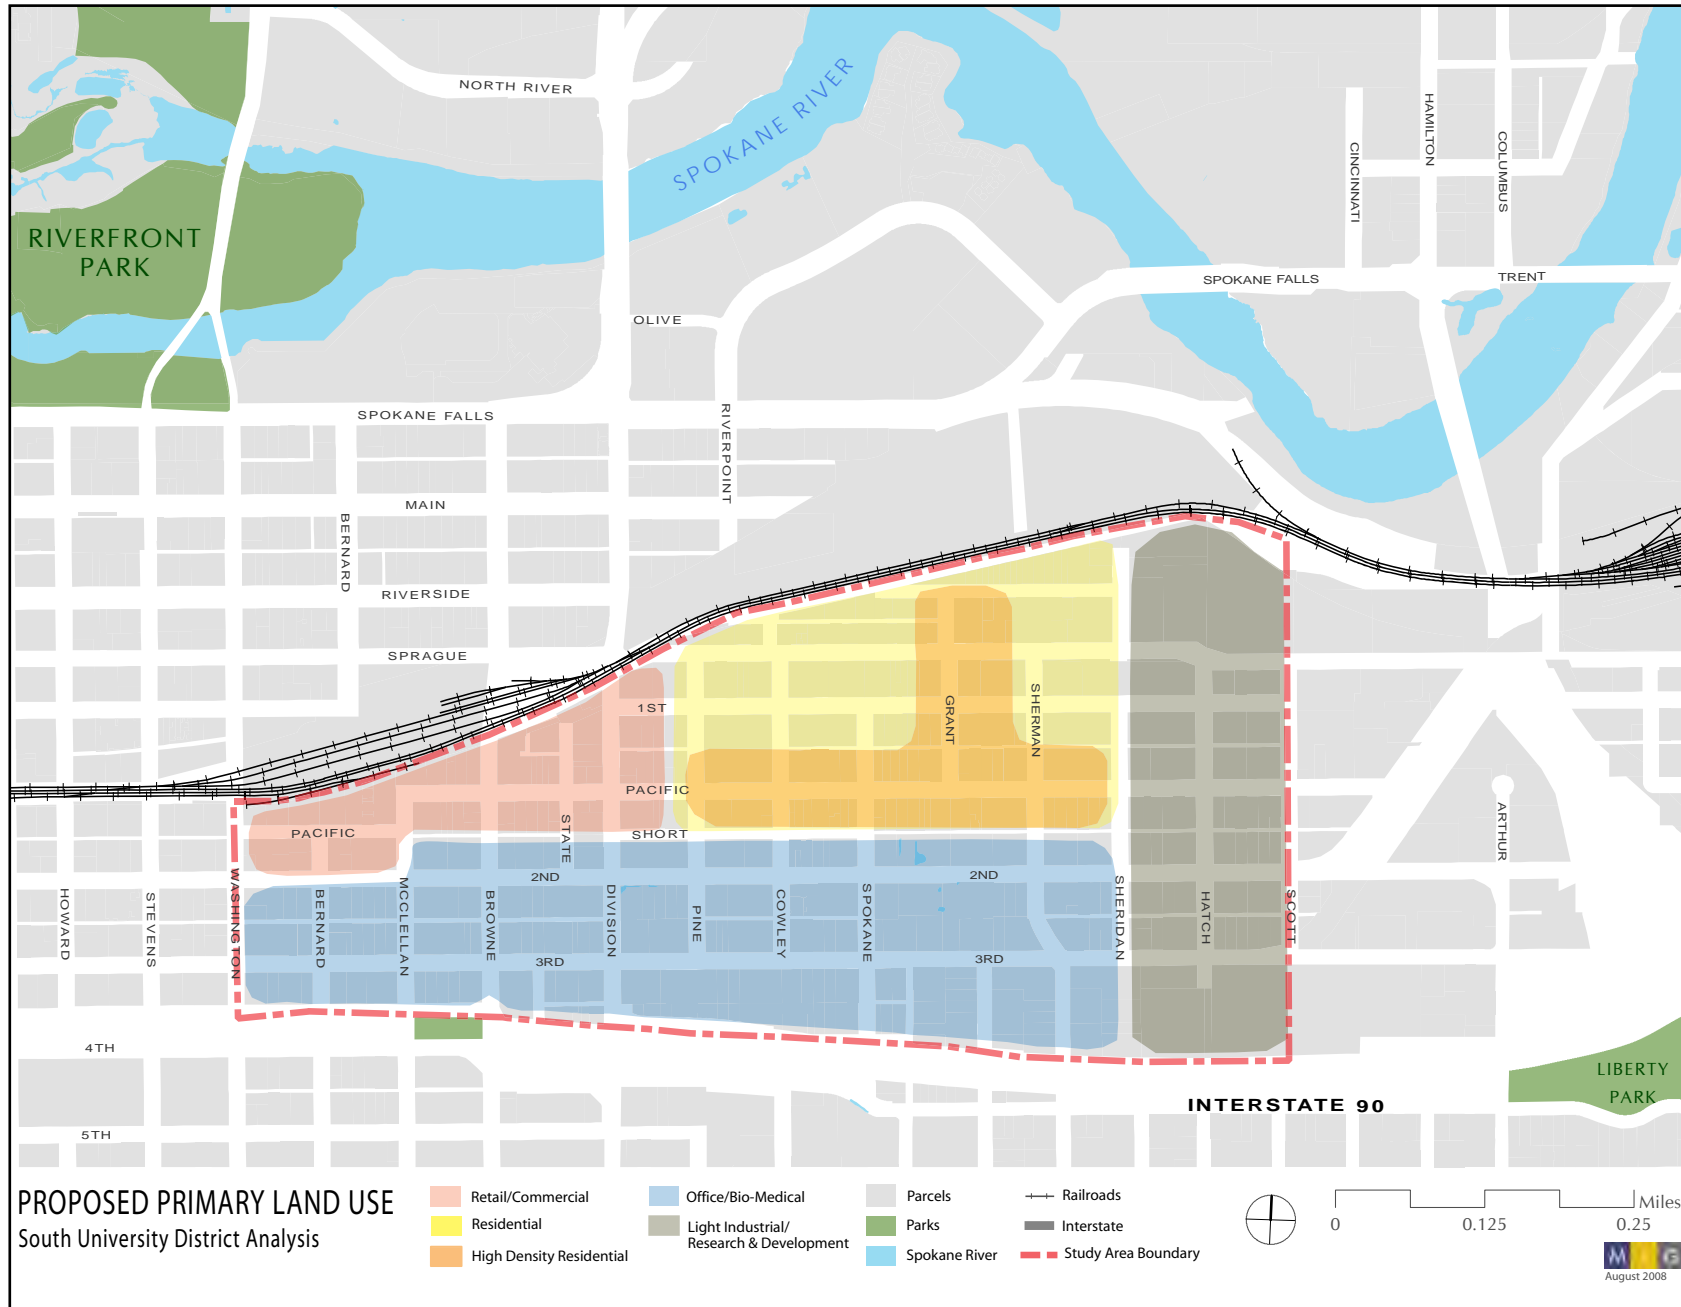 NORTH RIVER
SPOKANE RIVER
HAMILTON
COLUMBUS
CINCINNATI
RIVERFRONT
PARK
SPOKANE FALLS
TRENT
OLIVE
SPOKANE FALLS
RIVERPOINT
MAIN
BERNARD
RIVERSIDE
SPRAGUE
1ST
GRANT
SHERMAN
PACIFIC
PACIFIC
STATE
SHORT
ARTHUR
2ND
2ND
HOWARD
STEVENS
WASHINGTON
BERNARD
MCCLELLAN
BROWNE
DIVISION
PINE
COWLEY
SPOKANE
SHERIDAN
HATCH
SCOTT
3RD
3RD
4TH
LIBERTY
PARK
INTERSTATE 90
5TH
PROPOSED PRIMARY LAND USE
South University District Analysis
Retail/Commercial
Residential
High Density Residential
Office/Bio-Medical
Light Industrial/
Research & Development
Parcels
Parks
Spokane River
Railroads
Interstate
Study Area Boundary
Miles
0 0.125 0.25
M I G
August 2008